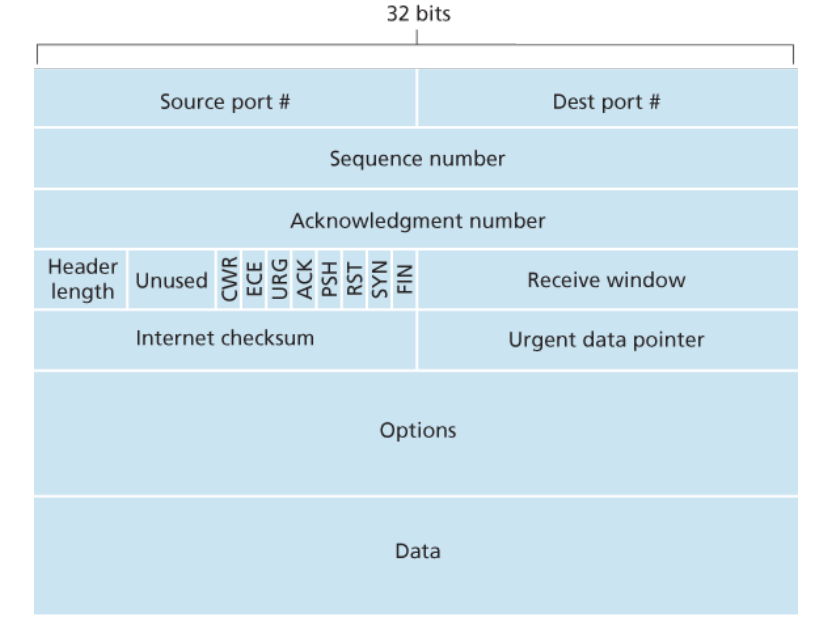 32 bits
Source port #
Dest port #
Sequence number
Acknowledgment number
Header
length
Unused
CWR
ECE
URG
ACK
PSH
RST
SYN
FIN
Receive window
Internet checksum
Urgent data pointer
Options
Data